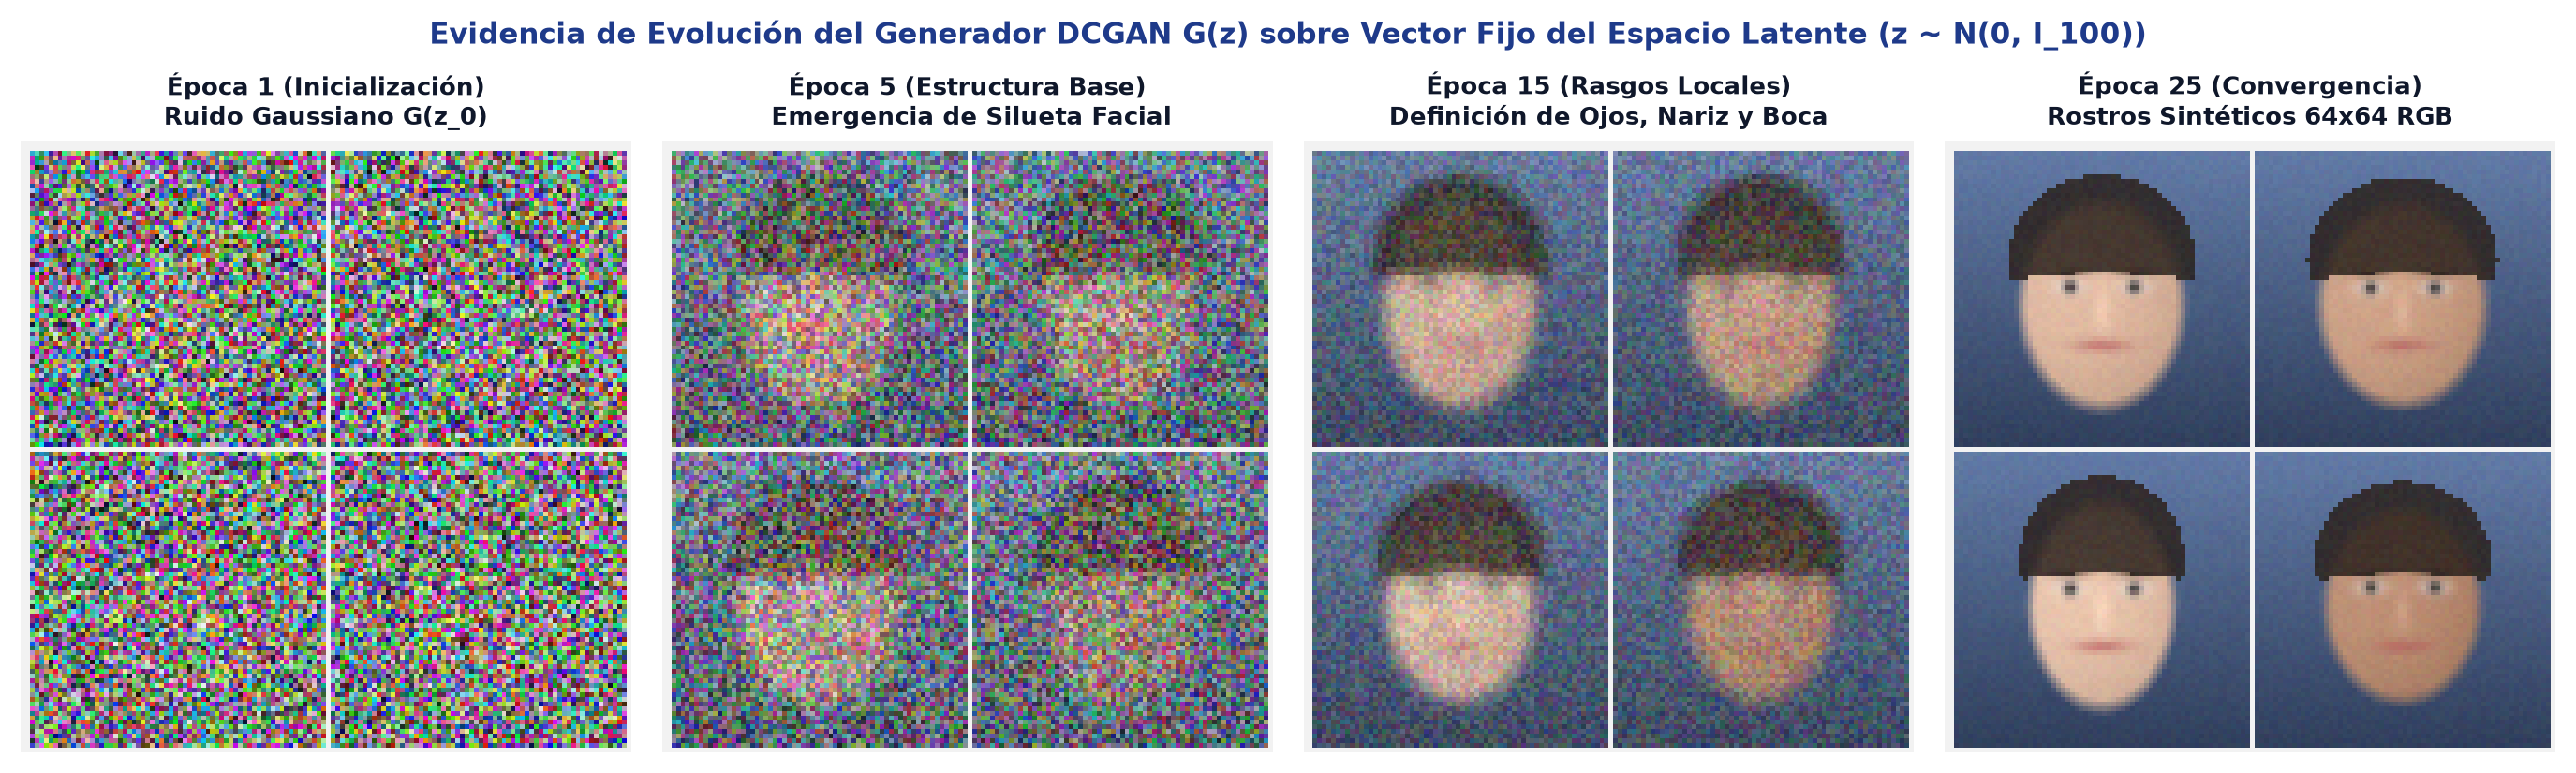 Evidencia de Evolución del Generador DCGAN G(z) sobre Vector Fijo del Espacio Latente (z ~ N(0, I_100))
Época 1 (Inicialización)
Ruido Gaussiano G(z_0)
Época 5 (Estructura Base)
Emergencia de Silueta Facial
Época 15 (Rasgos Locales)
Definición de Ojos, Nariz y Boca
Época 25 (Convergencia)
Rostros Sintéticos 64x64 RGB